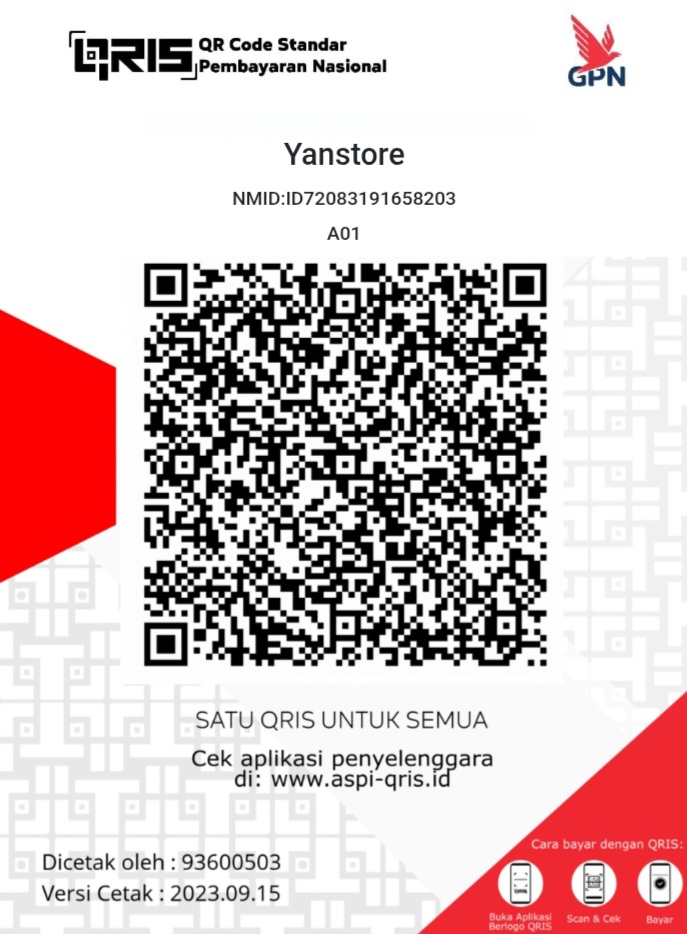 QRIS QR Code Standar
Pembayaran Nasional
GPN
Yanstore
NMID:ID72083191658203
A01
SATU QRIS UNTUK SEMUA
Cek aplikasi penyelenggara
di: www.aspi-qris.id
Cara bayar dengan QRIS:
Dicetak oleh : 93600503
Versi Cetak : 2023.09.15
Buka Aplikasi
Berlogo QRIS
Scan & Cek
Bayar